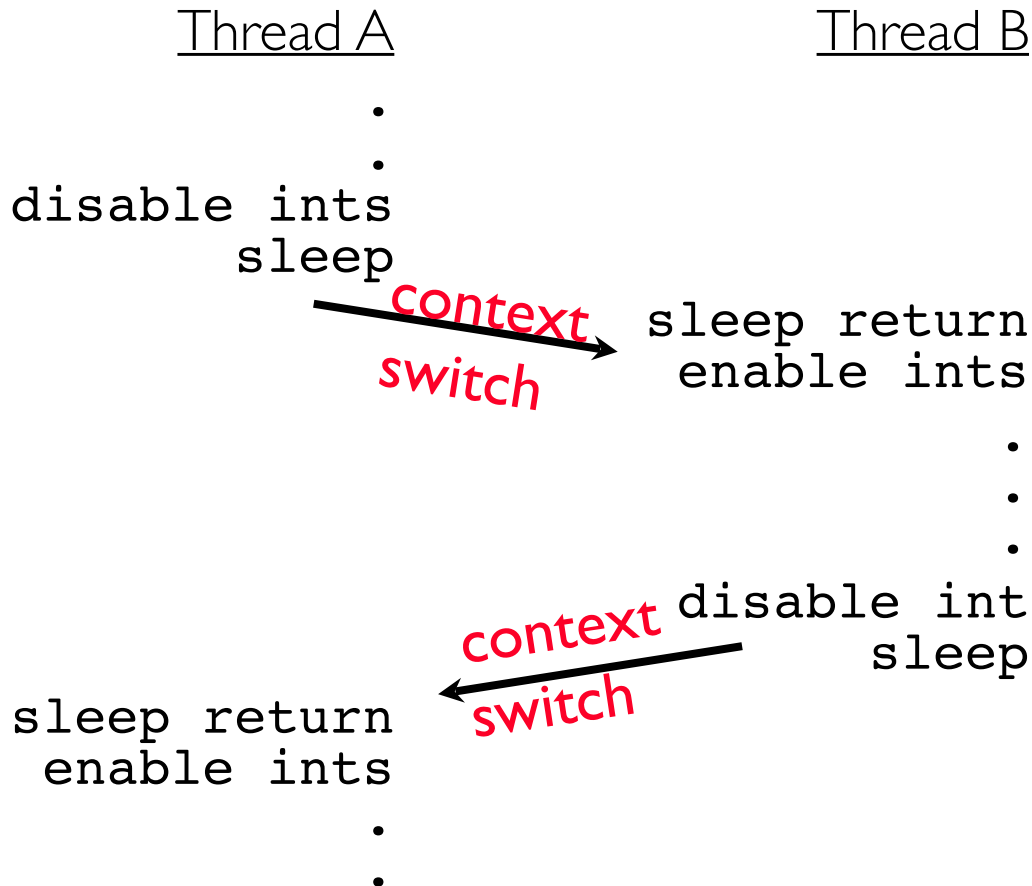 Thread A
Thread B
.
.
disable ints
sleep
context
switch
sleep return
enable ints
.
.
.
disable int
sleep
context
switch
sleep return
enable ints
.
.